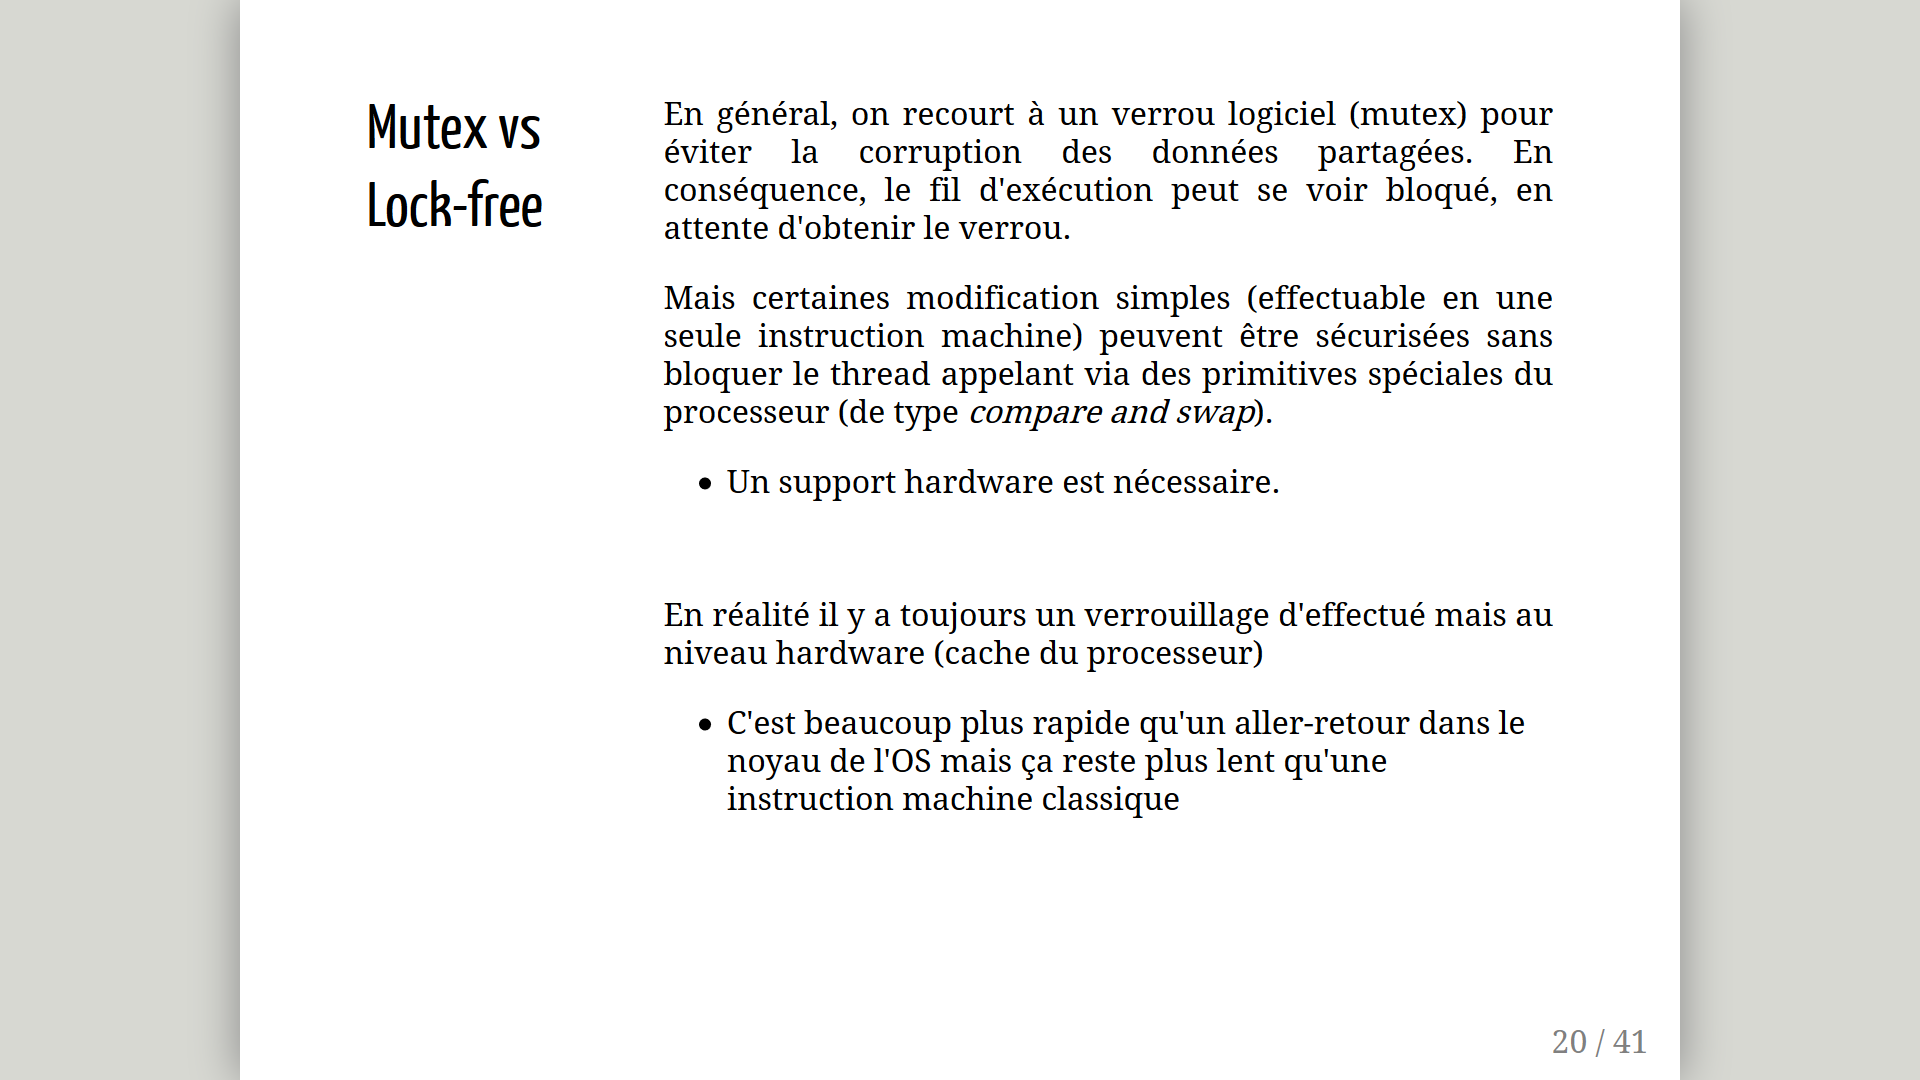 Mutex vs
Lock-free
En général, on recourt à un verrou logiciel (mutex) pour
éviter la corruption des données partagées. En
conséquence, le fil d'exécution peut se voir bloqué, en
attente d'obtenir le verrou.
Mais certaines modification simples (effectuable en une
seule instruction machine) peuvent être sécurisées sans
bloquer le thread appelant via des primitives spéciales du
processeur (de type compare and swap).
• Un support hardware est nécessaire.
En réalité il y a toujours un verrouillage d'effectué mais au
niveau hardware (cache du processeur)
• C'est beaucoup plus rapide qu'un aller-retour dans le
noyau de l'OS mais ça reste plus lent qu'une
instruction machine classique
20 / 41